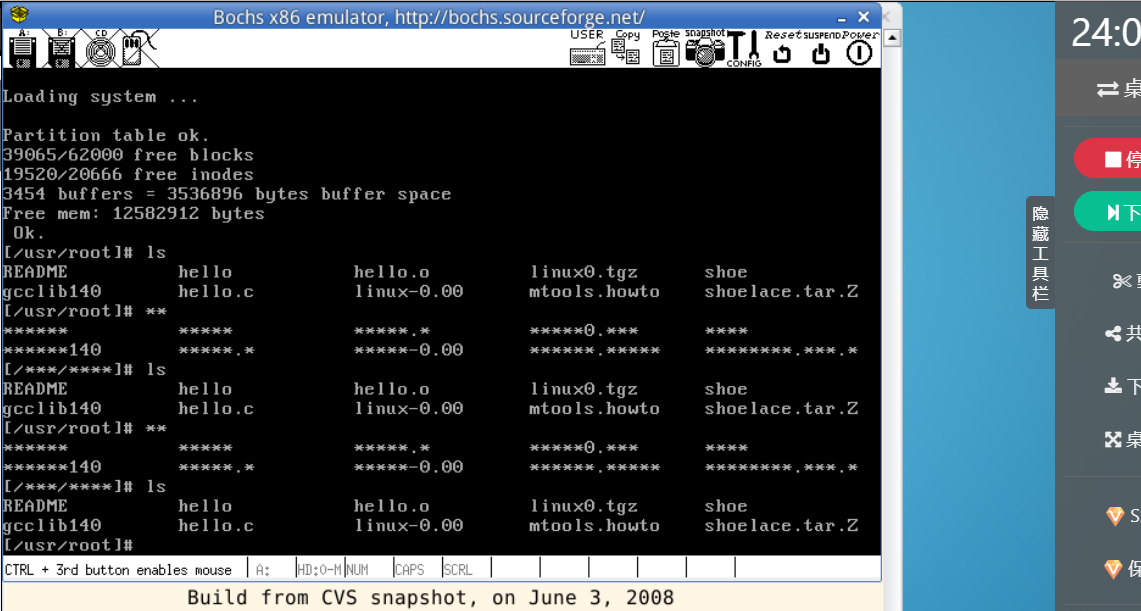 Bochs x86 emulator, http://bochs.sourceforge.net/
A: B: CD USER Copy Paste snapshot CONFIG Reset SUSPEND Power
Loading system ...
Partition table ok.
39065/62000 free blocks
19520/20666 free inodes
3454 buffers = 3536896 bytes buffer space
Free mem: 12582912 bytes
Ok.
[/usr/root]# ls
README hello hello.o linux0.tgz shoe
gcclib140 hello.c linux-0.00 mtools.howto shoelace.tar.Z
[/usr/root]# **
****** ***** *****.* *****0.*** ****
******140 *****.* *****-0.00 ******.***** ********.***.*
[/***/****]# ls
README hello hello.o linux0.tgz shoe
gcclib140 hello.c linux-0.00 mtools.howto shoelace.tar.Z
[/usr/root]# **
****** ***** *****.* *****0.*** ****
******140 *****.* *****-0.00 ******.***** ********.***.*
[/***/****]# ls
README hello hello.o linux0.tgz shoe
gcclib140 hello.c linux-0.00 mtools.howto shoelace.tar.Z
[/usr/root]#
CTRL + 3rd button enables mouse A: HD:0-M NUM CAPS SCRL
Build from CVS snapshot, on June 3, 2008
隐藏工具栏
24:0
桌
停
下
共
下
桌
S
保